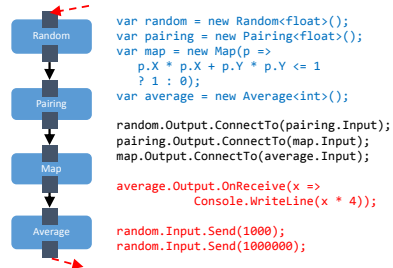 Random
Pairing
Map
Average
var random = new Random<float>();
var pairing = new Pairing<float>();
var map = new Map(p =>
p.X * p.X + p.Y * p.Y <= 1
? 1 : 0);
var average = new Average<int>();
random.Output.ConnectTo(pairing.Input);
pairing.Output.ConnectTo(map.Input);
map.Output.ConnectTo(average.Input);
average.Output.OnReceive(x =>
Console.WriteLine(x * 4));
random.Input.Send(1000);
random.Input.Send(1000000);